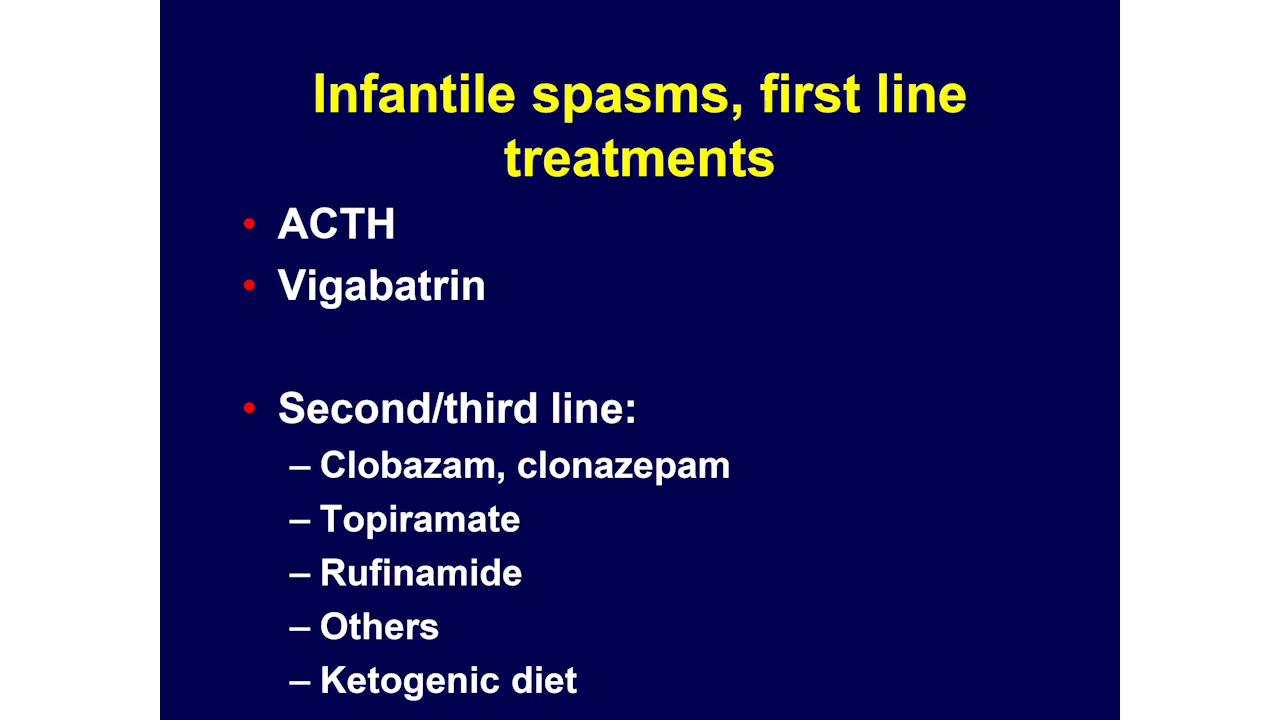 Infantile spasms, first line
treatments
• ACTH
• Vigabatrin
• Second/third line:
– Clobazam, clonazepam
– Topiramate
– Rufinamide
– Others
– Ketogenic diet